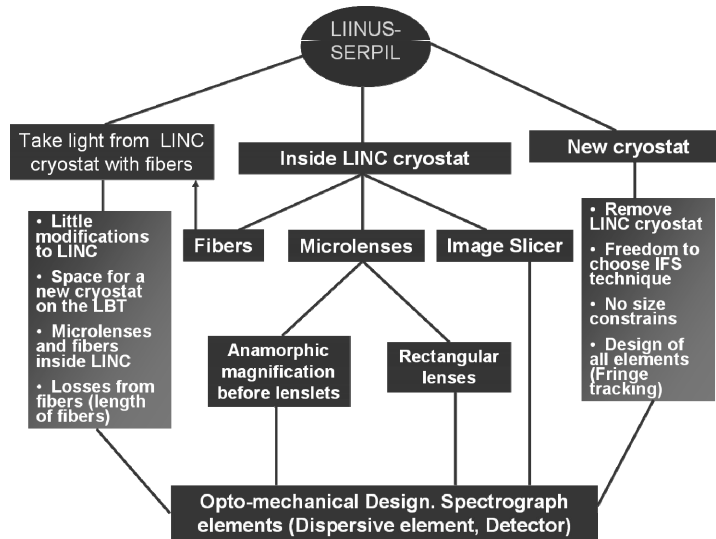 LIINUS-
SERPIL
Take light from LINC
cryostat with fibers
Inside LINC cryostat
New cryostat
• Little
modifications
to LINC
• Space for a
new cryostat
on the LBT
• Microlenses
and fibers
inside LINC
• Losses from
fibers (length
of fibers)
Fibers
Microlenses
Image Slicer
• Remove
LINC cryostat
• Freedom to
choose IFS
technique
• No size
constrains
• Design of
all elements
(Fringe
tracking)
Anamorphic
magnification
before lenslets
Rectangular
lenses
Opto-mechanical Design. Spectrograph
elements (Dispersive element, Detector)